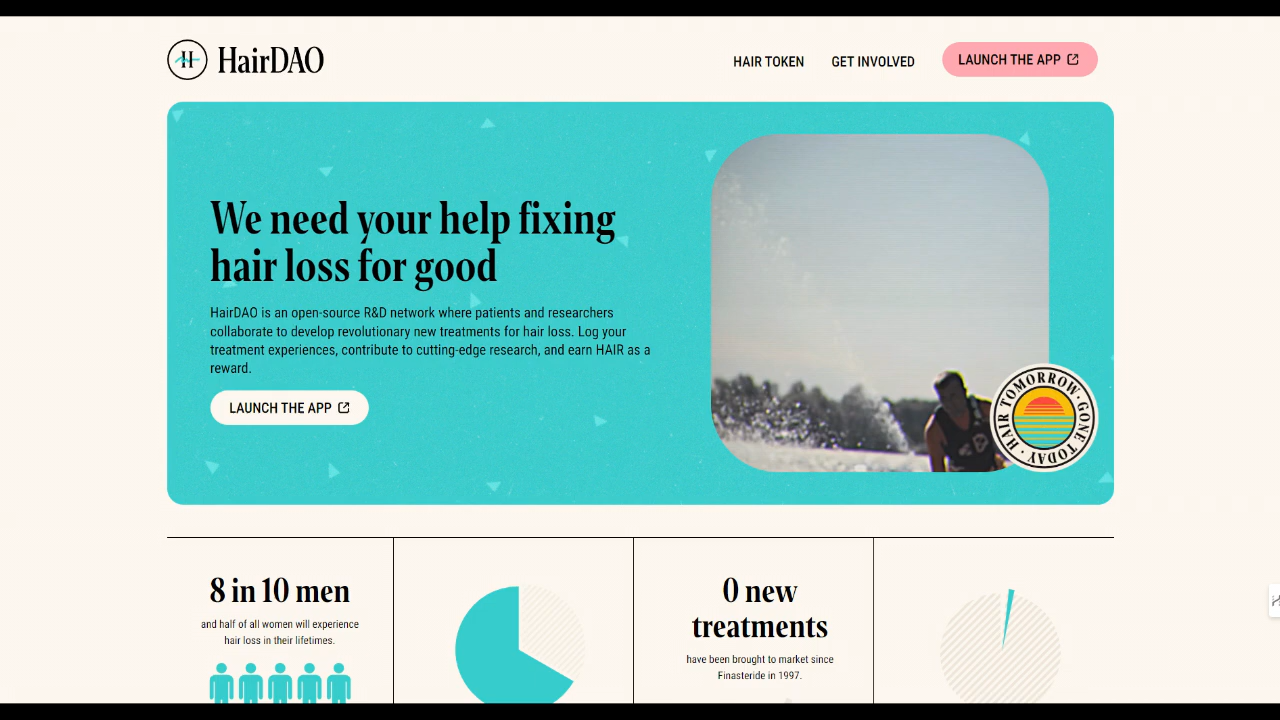 HairDAO
HAIR TOKEN
GET INVOLVED
LAUNCH THE APP
We need your help fixing
hair loss for good
HairDAO is an open-source R&D network where patients and researchers
collaborate to develop revolutionary new treatments for hair loss. Log your
treatment experiences, contribute to cutting-edge research, and earn HAIR as a
reward.
LAUNCH THE APP
HAIR TOMORROW · GONE TODAY ·
8 in 10 men
and half of all women will experience
hair loss in their lifetimes.
0 new
treatments
have been brought to market since
Finasteride in 1997.